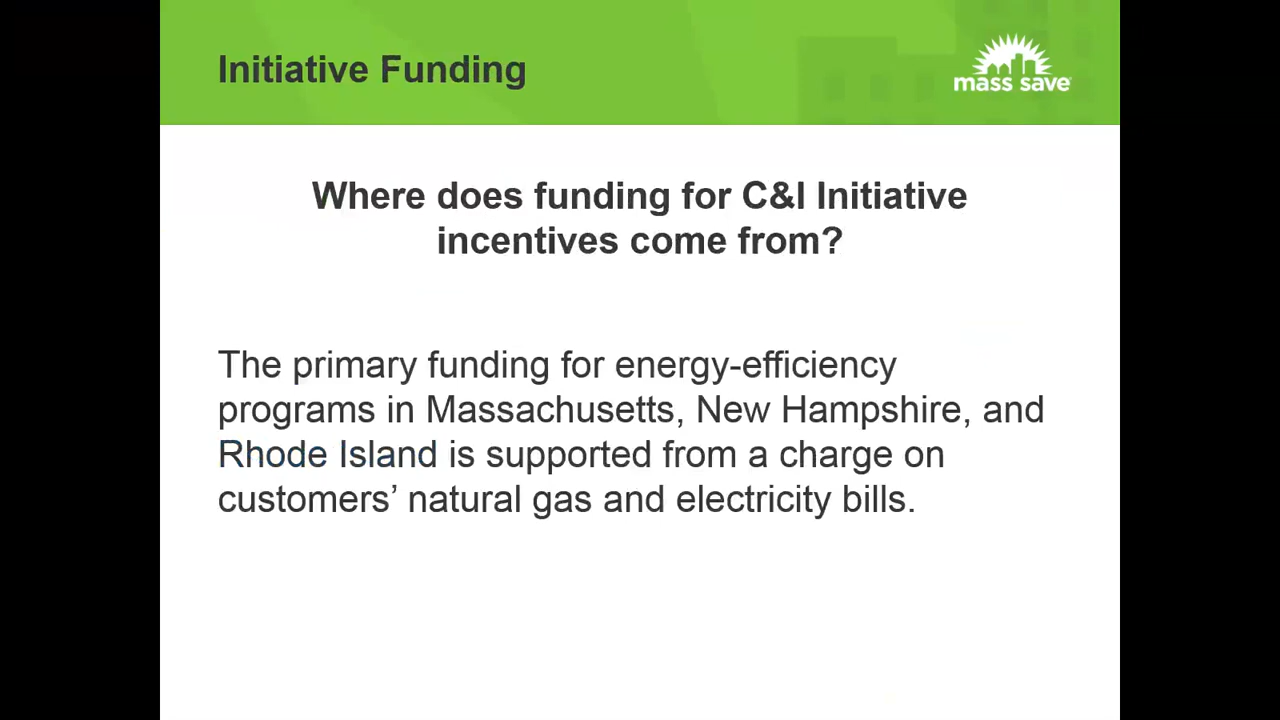 Initiative Funding
mass save
Where does funding for C&I Initiative
incentives come from?
The primary funding for energy-efficiency
programs in Massachusetts, New Hampshire, and
Rhode Island is supported from a charge on
customers’ natural gas and electricity bills.